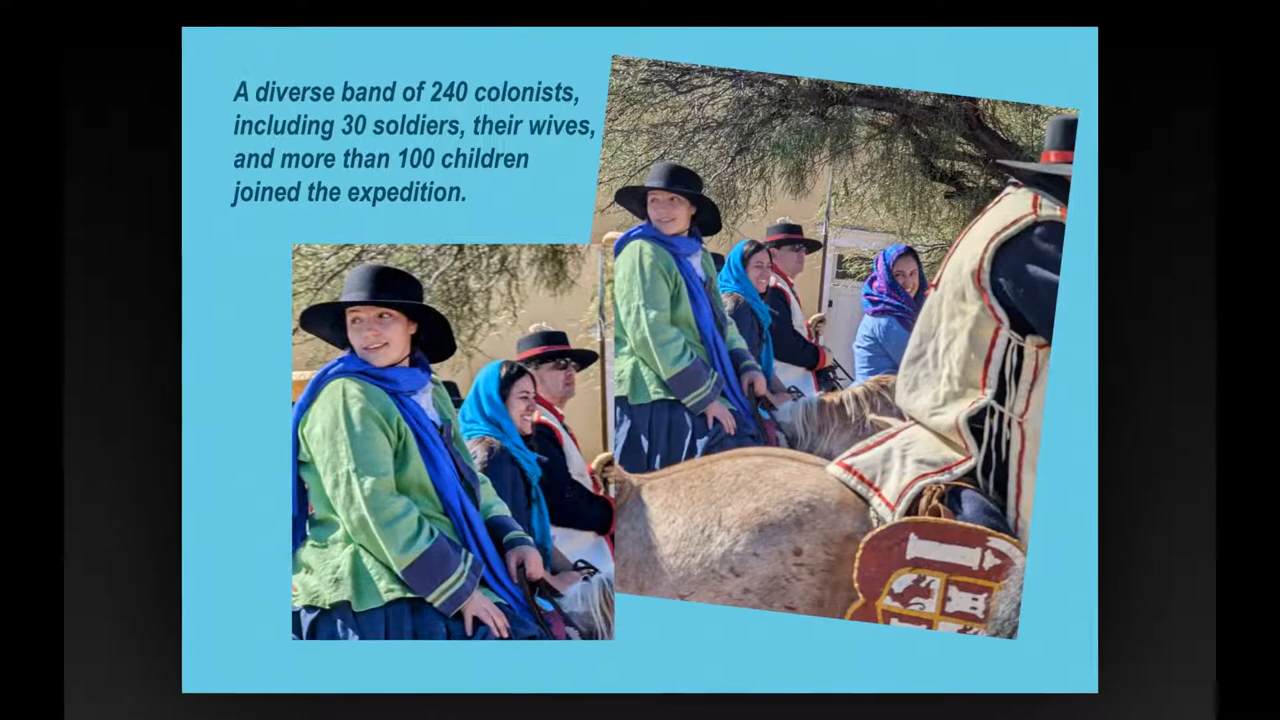 A diverse band of 240 colonists,
including 30 soldiers, their wives,
and more than 100 children
joined the expedition.